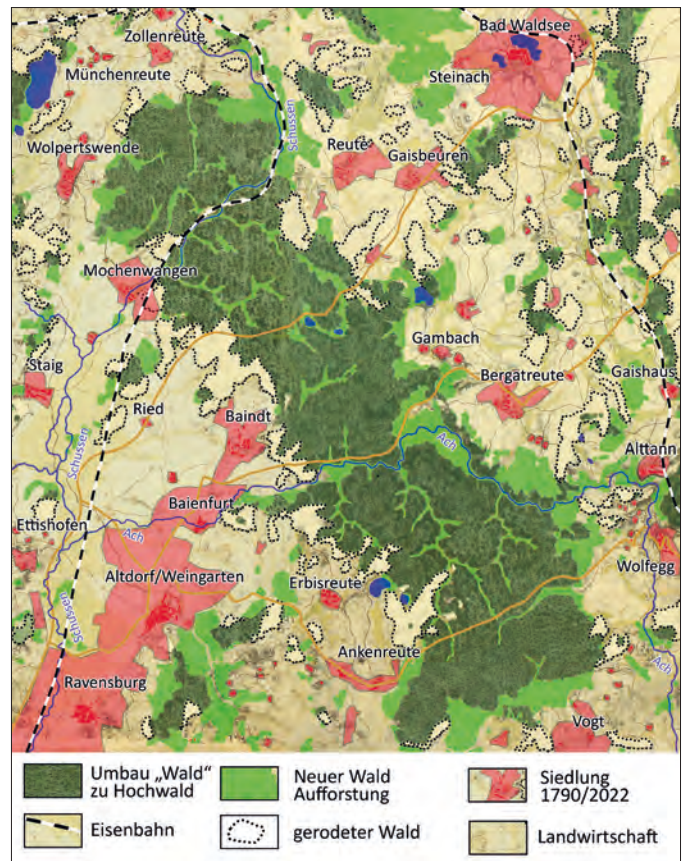 Zollenreute
Bad Waldsee
Münchenreute
Steinach
Schussen
Wolpertswende
Reute
Gaisbeuren
Mochenwangen
Staig
Gambach
Bergatreute
Gaishaus
Ried
Baindt
Schussen
Ach
Alttann
Baienfurt
Ettishofen
Ach
Altdorf/Weingarten
Erbisreute
Wolfegg
Schussen
Ankenreute
Ach
Ravensburg
Vogt
Umbau „Wald“
zu Hochwald
Neuer Wald
Aufforstung
Siedlung
1790/2022
Eisenbahn
gerodeter Wald
Landwirtschaft